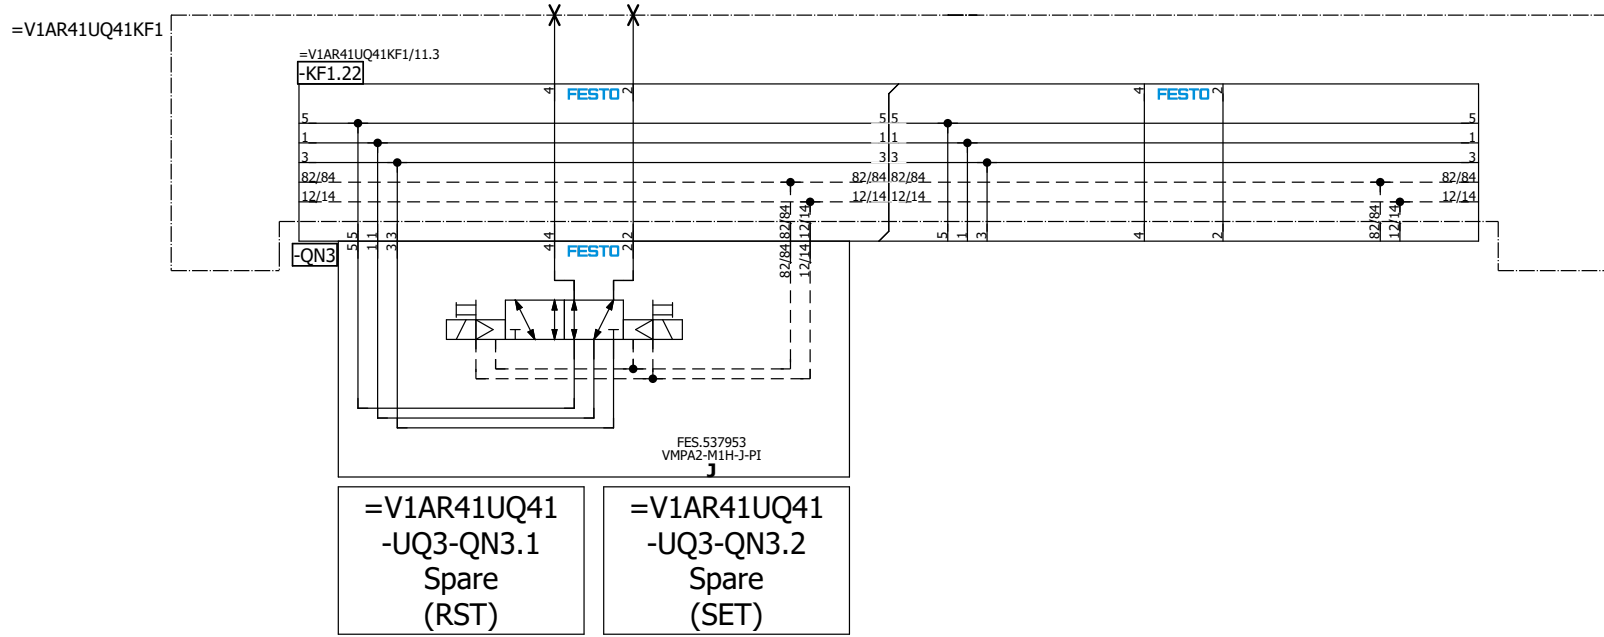 =V1AR41UQ41KF1
=V1AR41UQ41KF1/11.3
-KF1.22
4 FESTO 2 4 FESTO 2
5 5 5 5
1 1 1 1
3 3 3 3
82/84 82/84 82/84 82/84
12/14 12/14 12/14 12/14
5 1 3 4 2 82/84 12/14 5 1 3 4 2 82/84 12/14
-QN3
5 1 3 4 FESTO 2 82/84 12/14
FES.537953
VMPA2-M1H-J-PI
J
=V1AR41UQ41
-UQ3-QN3.1
Spare
(RST)
=V1AR41UQ41
-UQ3-QN3.2
Spare
(SET)